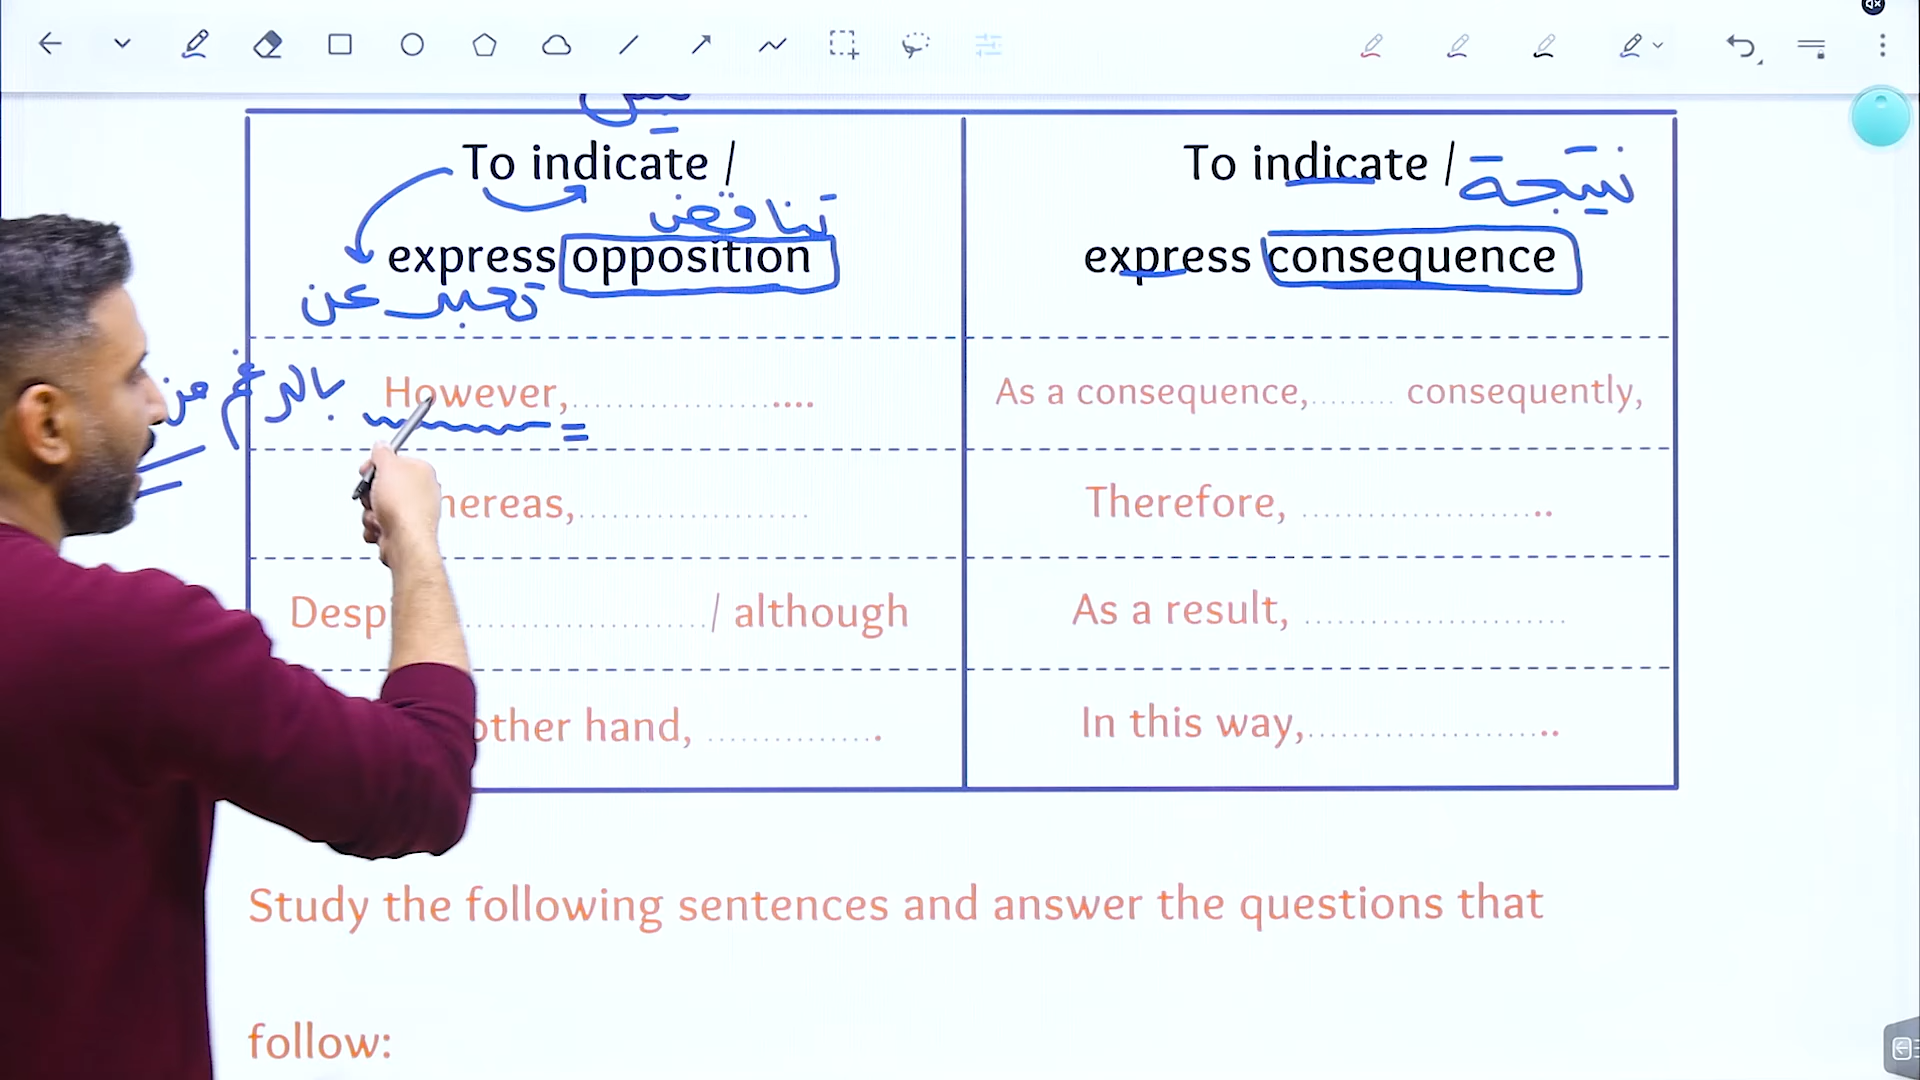 To indicate /
نتيجة
To indicate /
تناقض
express opposition
express consequence
تعبر عن
بالرغم من
However,.......................
As a consequence,......... consequently,
hereas,.......................
Therefore, .......................
Desp ......................./ although
As a result, .......................
other hand, ................
In this way,.......................
Study the following sentences and answer the questions that
follow: